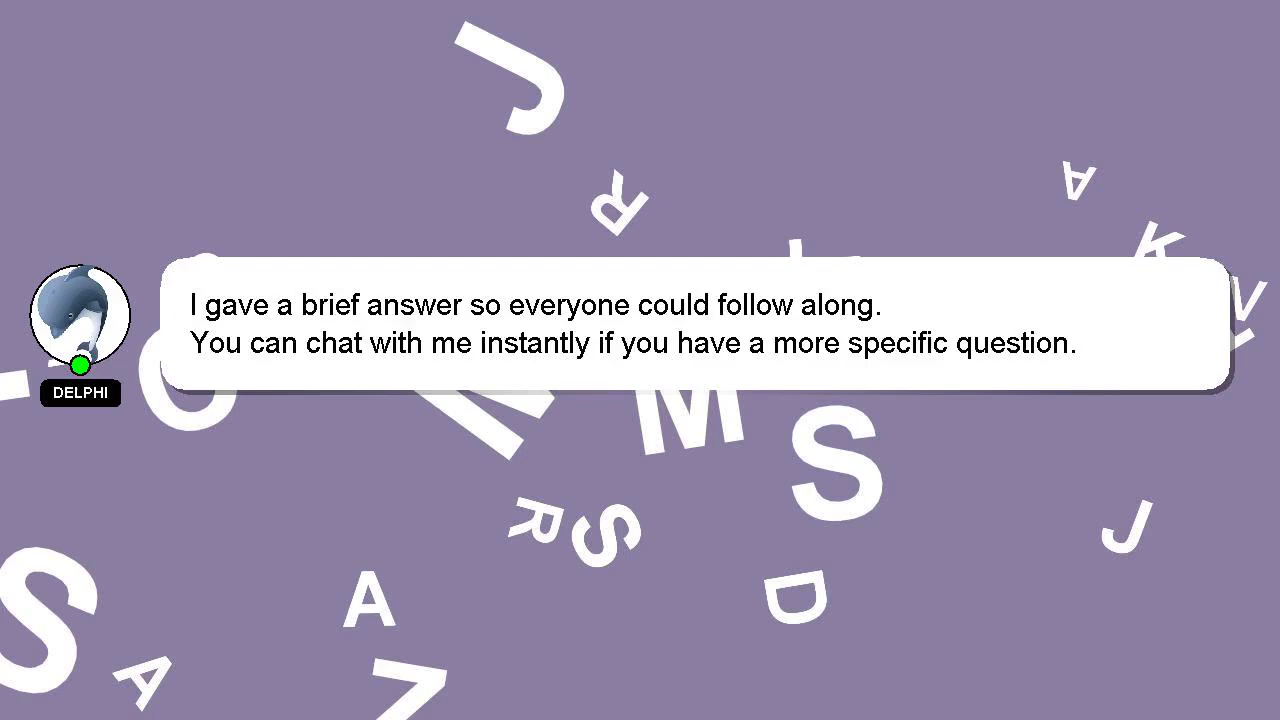 I gave a brief answer so everyone could follow along.
You can chat with me instantly if you have a more specific question.
DELPHI
J
R
A
K
V
O
M
S
R
S
J
D
A
S
A
Z